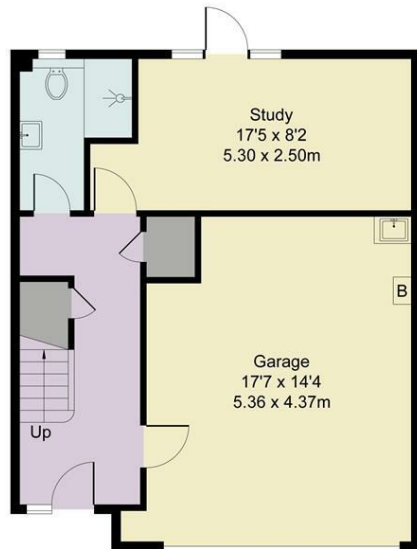 Study
17'5 x 8'2
5.30 x 2.50m
B
Garage
17'7 x 14'4
5.36 x 4.37m
Up